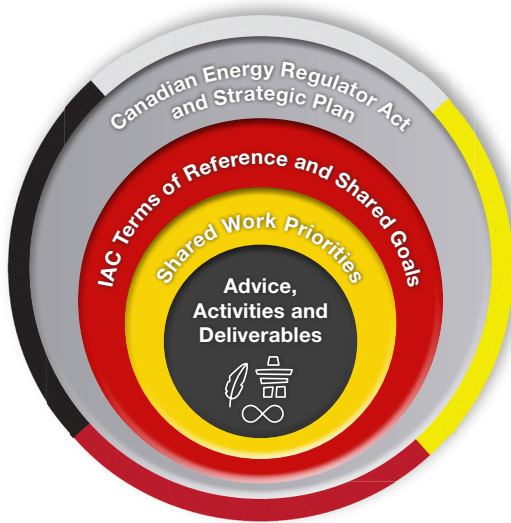 Canadian Energy Regulator Act
and Strategic Plan
IAC Terms of Reference and Shared Goals
Shared Work Priorities
Advice,
Activities and
Deliverables